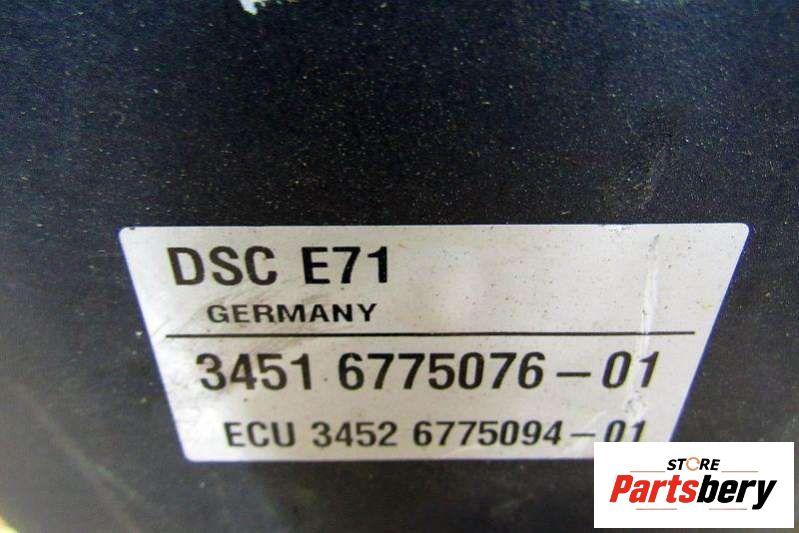 DSC E71
GERMANY
3451 6775076-01
ECU 3452 6775094-01
STORE
Partsbery